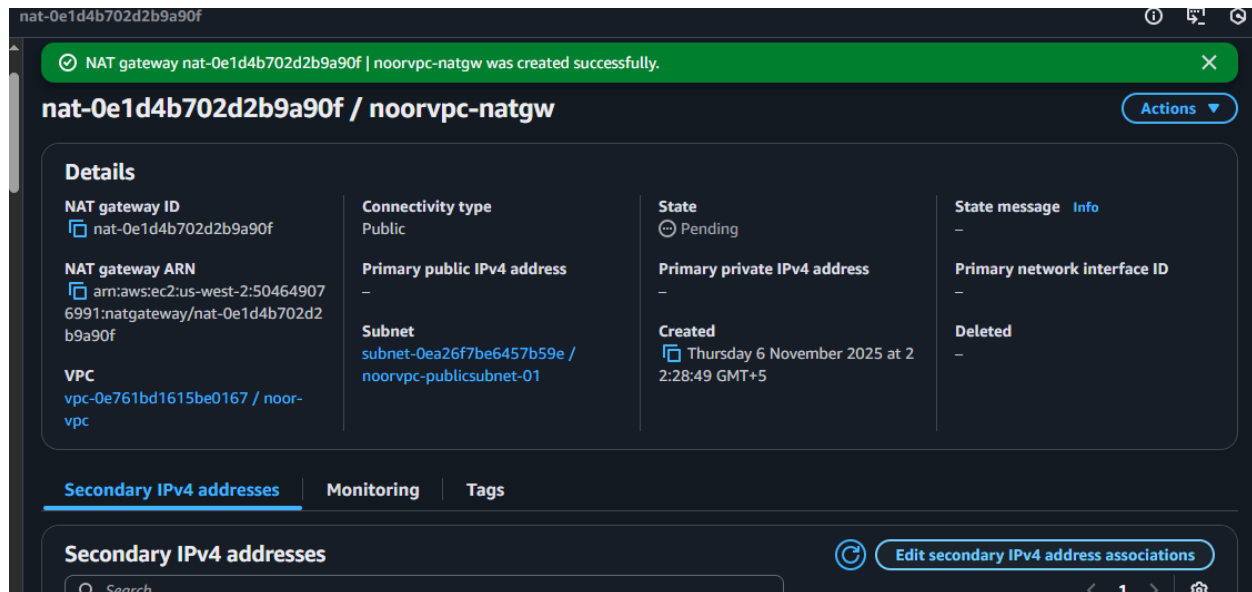 nat-0e1d4b702d2b9a90f
NAT gateway nat-0e1d4b702d2b9a90f | noorvpc-natgw was created successfully.
nat-0e1d4b702d2b9a90f / noorvpc-natgw
Actions
Details
NAT gateway ID
nat-0e1d4b702d2b9a90f
NAT gateway ARN
arn:aws:ec2:us-west-2:50464907
6991:natgateway/nat-0e1d4b702d2
b9a90f
VPC
vpc-0e761bd1615be0167 / noor-
vpc
Connectivity type
Public
Primary public IPv4 address
–
Subnet
subnet-0ea26f7be6457b59e /
noorvpc-publicsubnet-01
State
Pending
Primary private IPv4 address
–
Created
Thursday 6 November 2025 at 2
2:28:49 GMT+5
State message Info
–
Primary network interface ID
–
Deleted
–
Secondary IPv4 addresses
Monitoring
Tags
Secondary IPv4 addresses
Edit secondary IPv4 address associations
Search
1